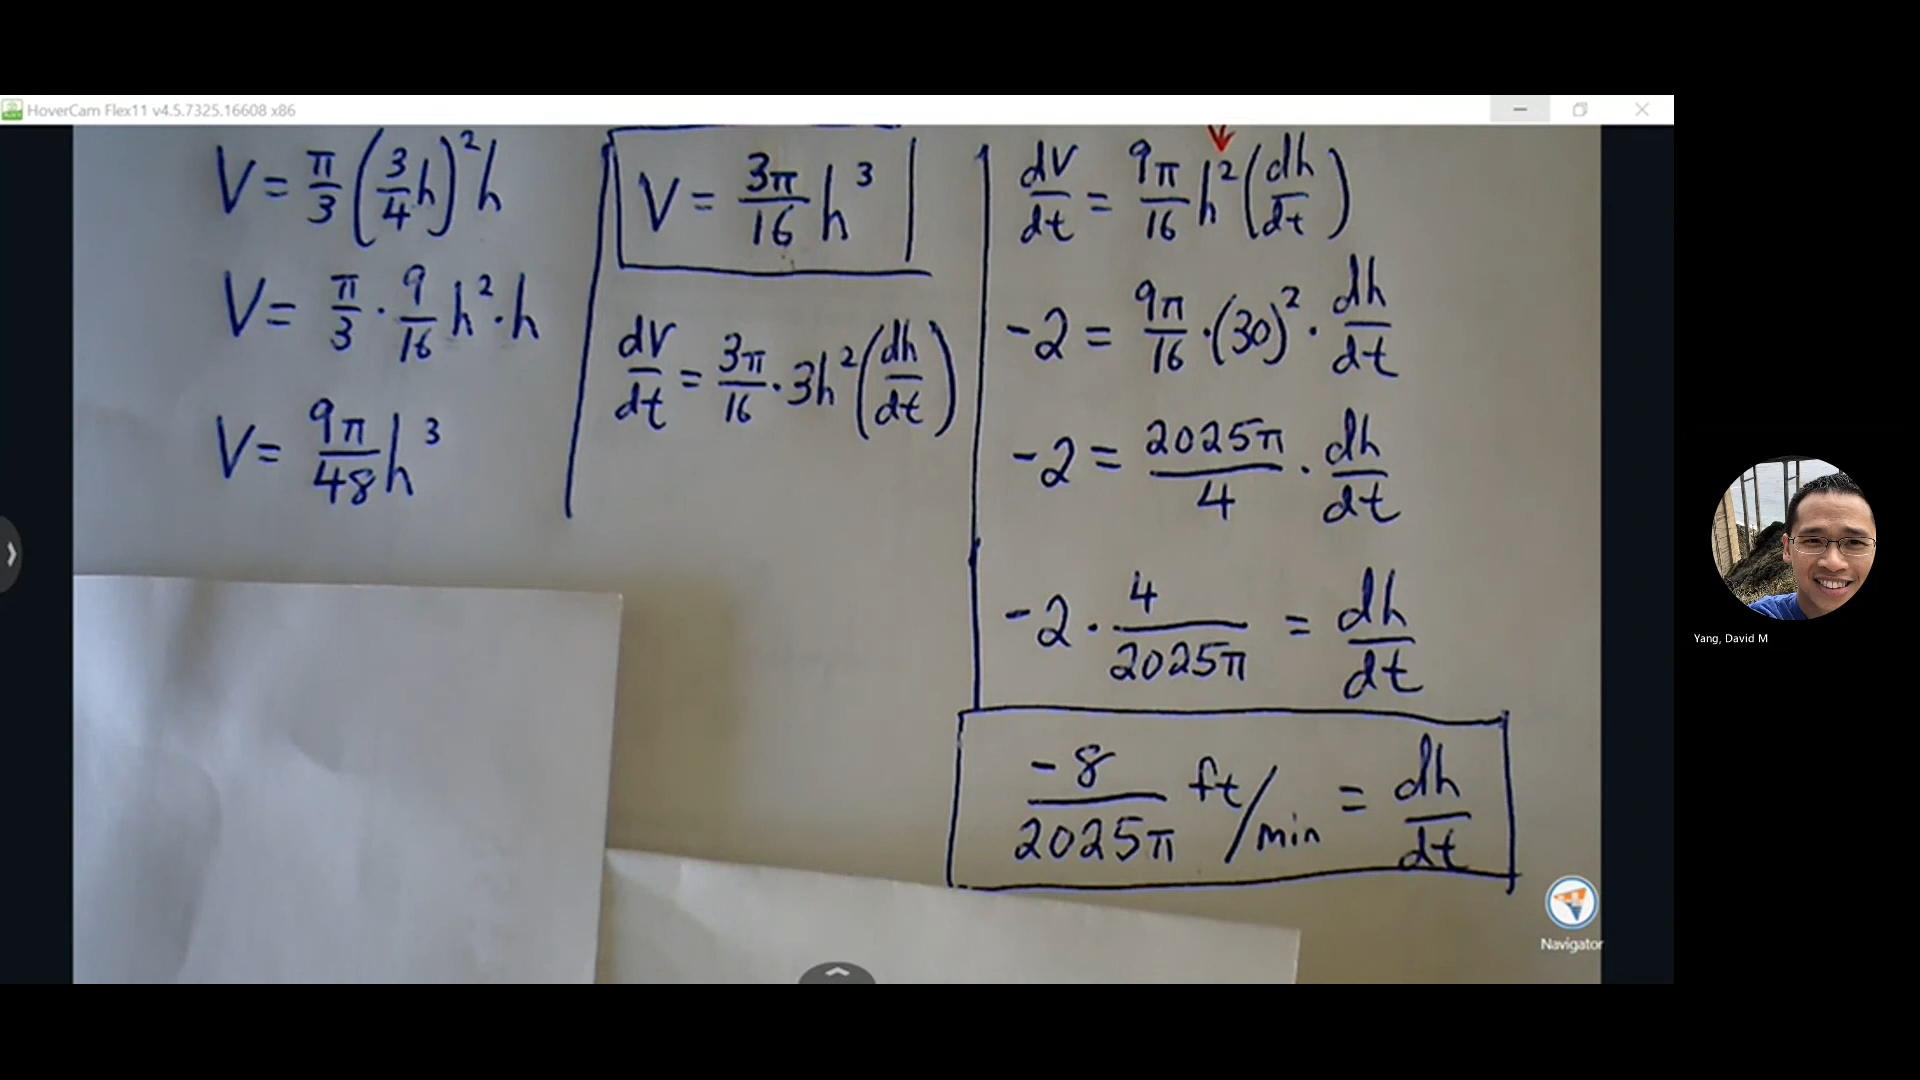 HoverCam Flex11 v4.5.7325.16608 x86
V = π/3 (3/4 h)² h
V = π/3 · 9/16 h² · h
V = 9π/48 h³
V = 3π/16 h³
dV/dt = 3π/16 · 3h² (dh/dt)
dV/dt = 9π/16 h² (dh/dt)
-2 = 9π/16 · (30)² · dh/dt
-2 = 2025π/4 · dh/dt
-2 · 4/2025π = dh/dt
-8/2025π ft/min = dh/dt
Navigator
Yang, David M